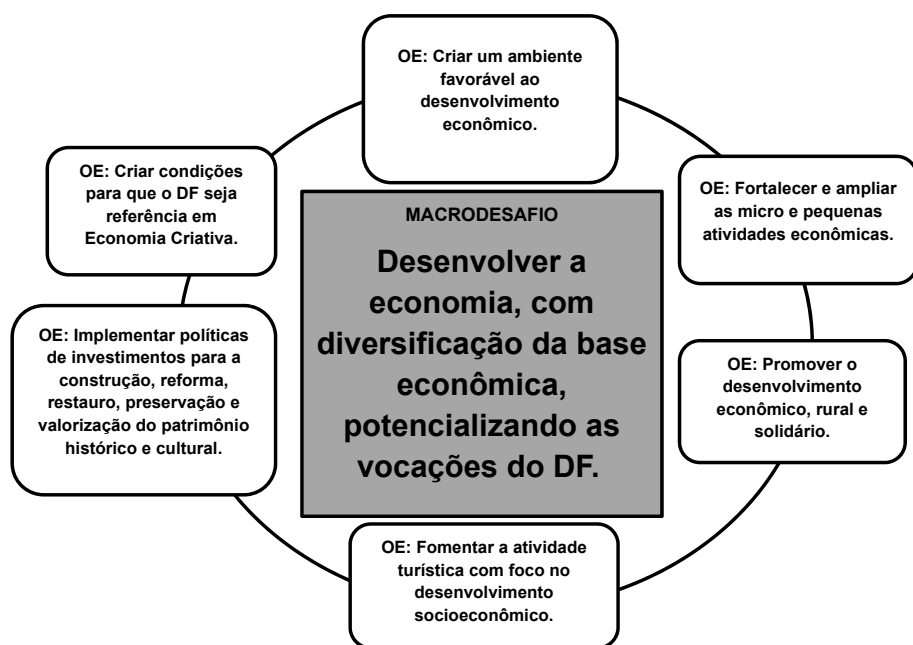 OE: Criar um ambiente
favorável ao
desenvolvimento
econômico.
OE: Criar condições
para que o DF seja
referência em
Economia Criativa.
OE: Fortalecer e ampliar
as micro e pequenas
atividades econômicas.
MACRODESAFIO
Desenvolver a
economia, com
diversificação da base
econômica,
potencializando as
vocações do DF.
OE: Implementar políticas
de investimentos para a
construção, reforma,
restauro, preservação e
valorização do patrimônio
histórico e cultural.
OE: Promover o
desenvolvimento
econômico, rural e
solidário.
OE: Fomentar a atividade
turística com foco no
desenvolvimento
socioeconômico.